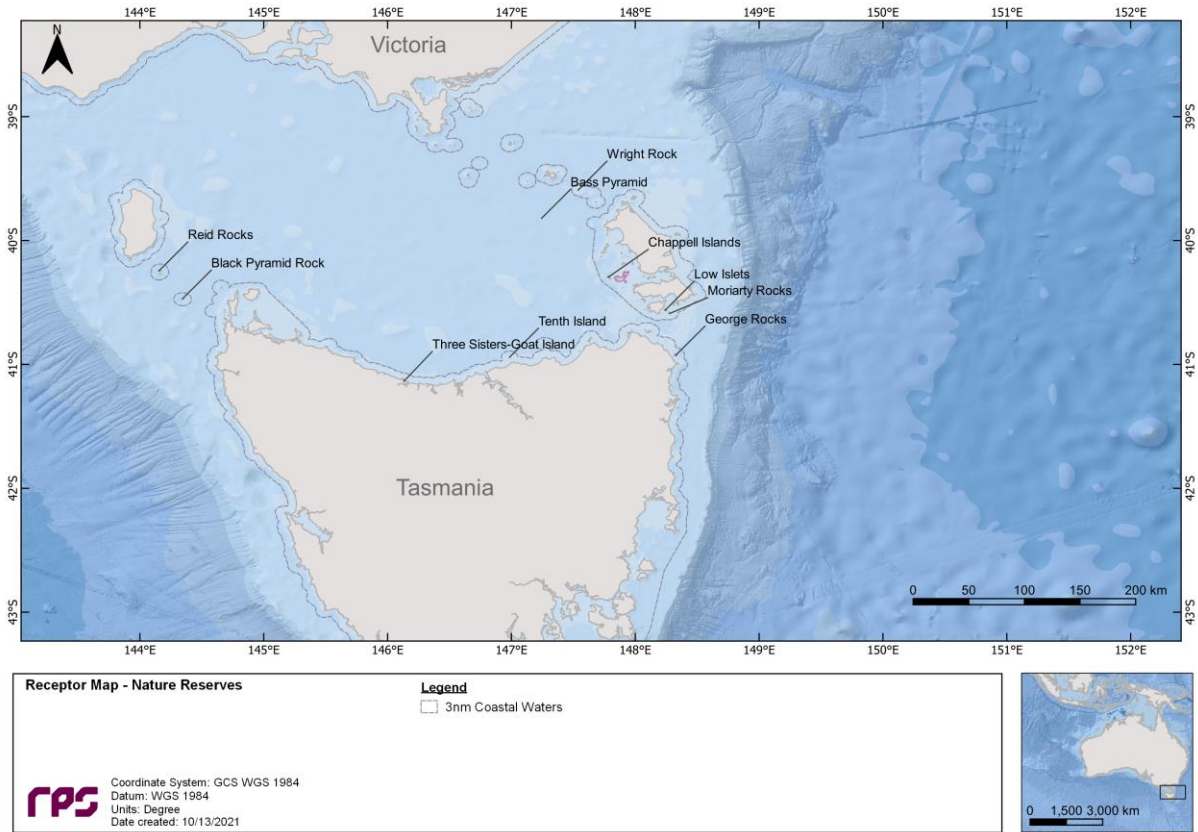 144°E 145°E 146°E 147°E 148°E 149°E 150°E 151°E 152°E
Victoria
39°S 39°S
Wright Rock
Bass Pyramid
40°S 40°S
Reid Rocks
Chappell Islands
Black Pyramid Rock
Low Islets
Moriarty Rocks
Tenth Island
George Rocks
Three Sisters-Goat Island
41°S 41°S
Tasmania
42°S 42°S
0 50 100 150 200 km
43°S 43°S
144°E 145°E 146°E 147°E 148°E 149°E 150°E 151°E 152°E
N
Receptor Map - Nature Reserves
Legend
3nm Coastal Waters
rps
Coordinate System: GCS WGS 1984
Datum: WGS 1984
Units: Degree
Date created: 10/13/2021
0 1,500 3,000 km